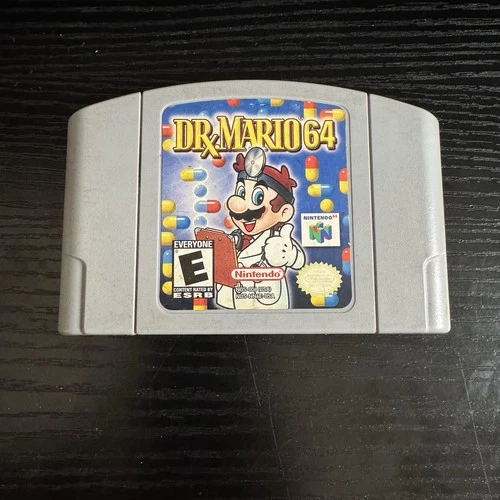 DR. MARIO 64
NINTENDO 64
EVERYONE
E
CONTENT RATED BY
ESRB
Nintendo